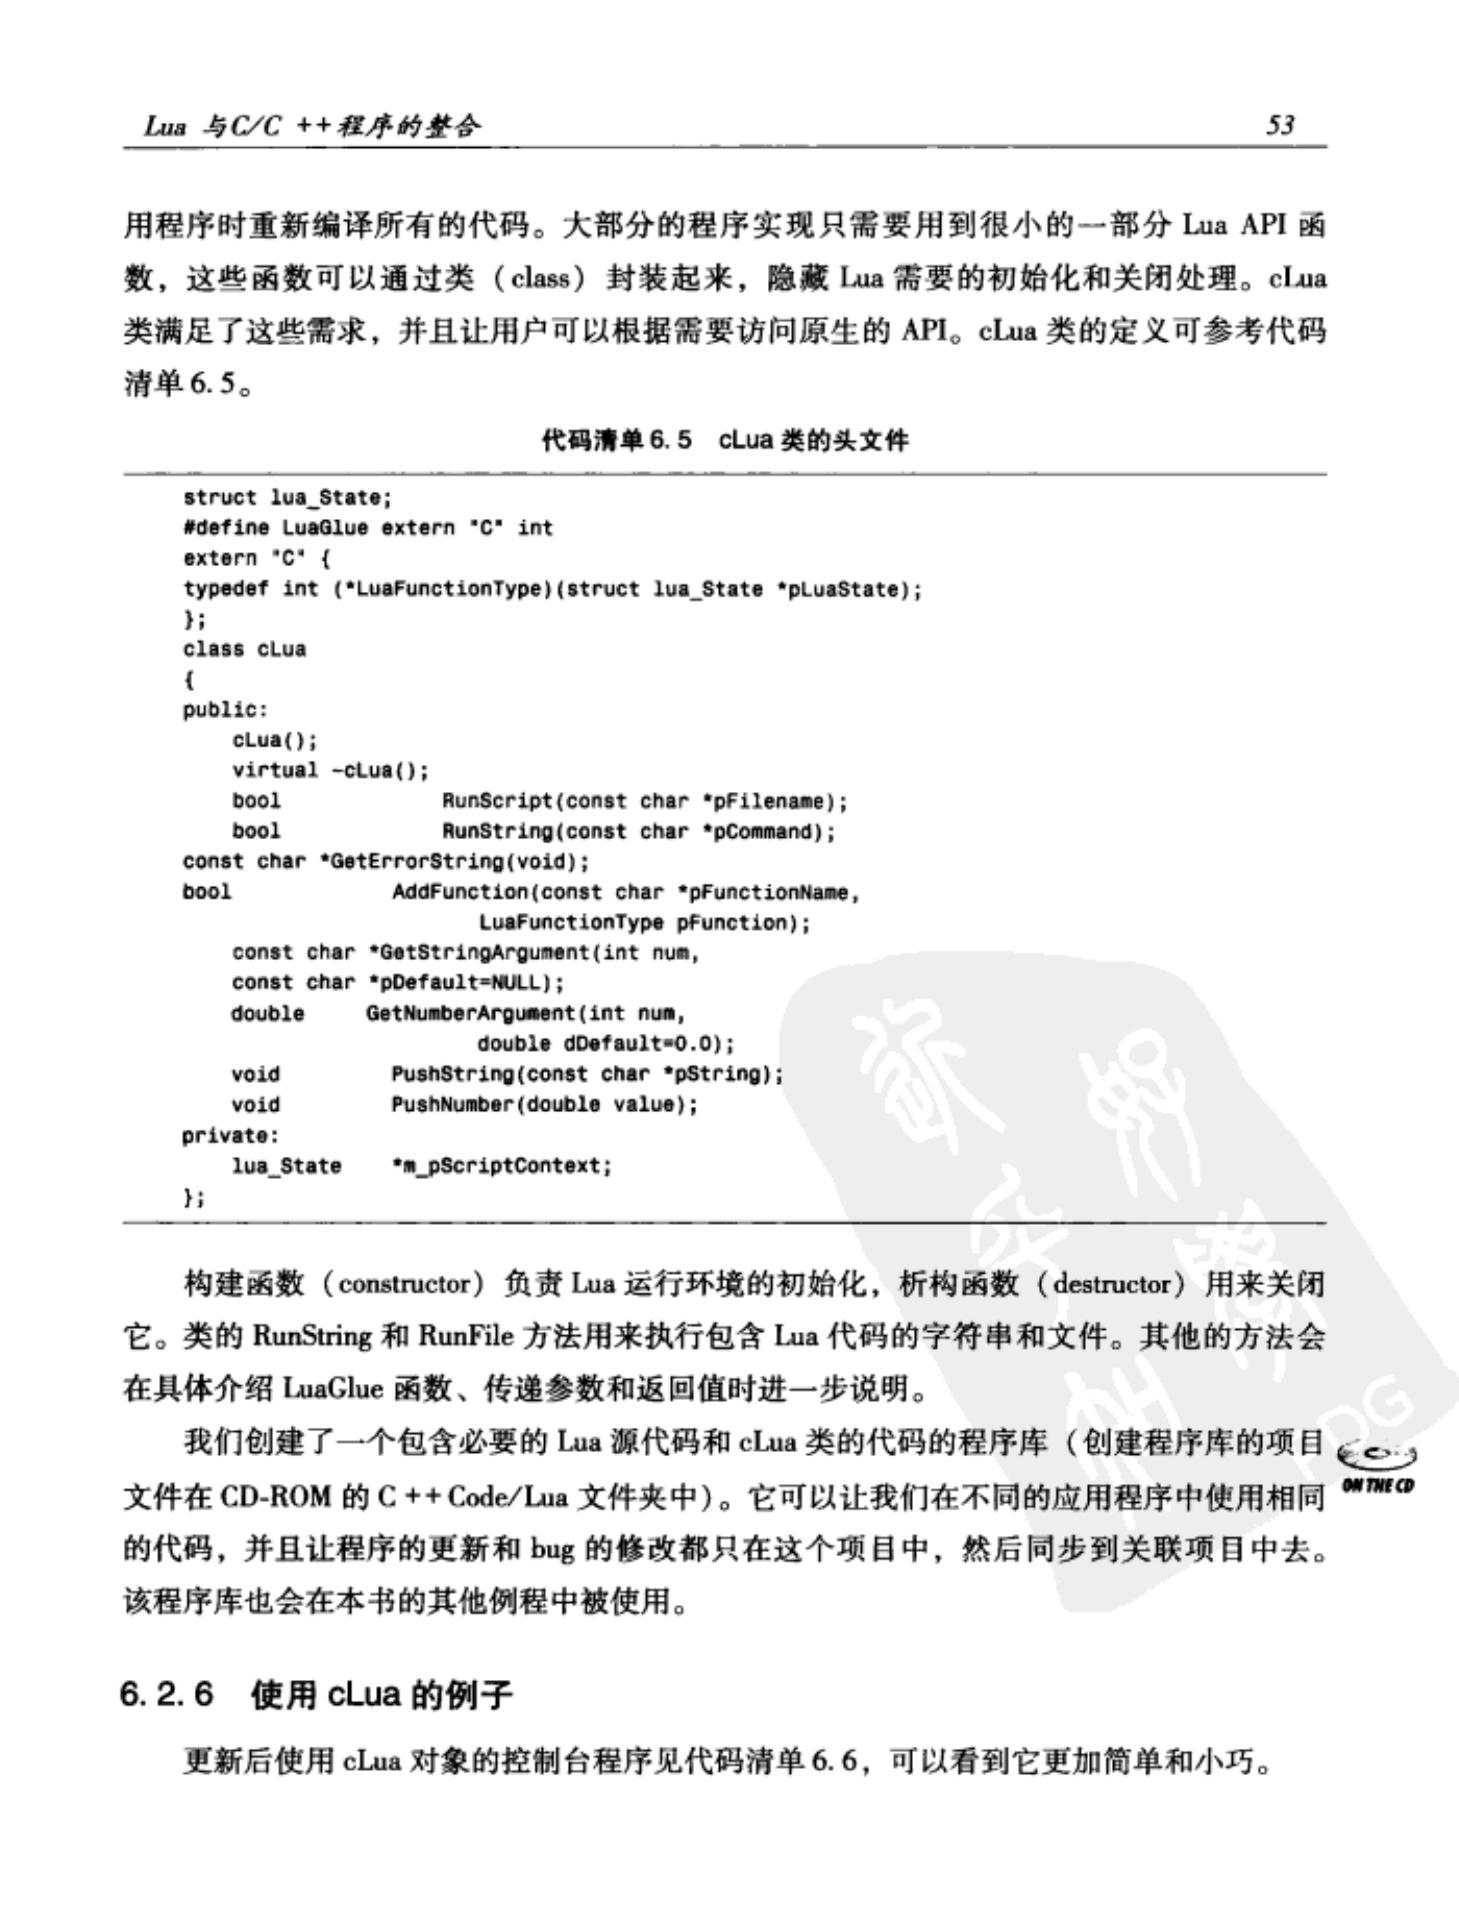 Lua 与C/C ++程序的整合 53
用程序时重新编译所有的代码。大部分的程序实现只需要用到很小的一部分 Lua API 函
数，这些函数可以通过类（class）封装起来，隐藏 Lua 需要的初始化和关闭处理。cLua
类满足了这些需求，并且让用户可以根据需要访问原生的 API。cLua 类的定义可参考代码
清单 6. 5。
代码清单 6. 5 cLua 类的头文件
struct lua_State;
#define LuaGlue extern "C" int
extern "C" {
typedef int (*LuaFunctionType)(struct lua_State *pLuaState);
};
class cLua
{
public:
cLua();
virtual ~cLua();
bool RunScript(const char *pFilename);
bool RunString(const char *pCommand);
const char *GetErrorString(void);
bool AddFunction(const char *pFunctionName,
LuaFunctionType pFunction);
const char *GetStringArgument(int num,
const char *pDefault=NULL);
double GetNumberArgument(int num,
double dDefault=0.0);
void PushString(const char *pString);
void PushNumber(double value);
private:
lua_State *m_pScriptContext;
};
构建函数（constructor）负责 Lua 运行环境的初始化，析构函数（destructor）用来关闭
它。类的 RunString 和 RunFile 方法用来执行包含 Lua 代码的字符串和文件。其他的方法会
在具体介绍 LuaGlue 函数、传递参数和返回值时进一步说明。
我们创建了一个包含必要的 Lua 源代码和 cLua 类的代码的程序库（创建程序库的项目
文件在 CD-ROM 的 C ++ Code/Lua 文件夹中）。它可以让我们在不同的应用程序中使用相同
ON THE CD
的代码，并且让程序的更新和 bug 的修改都只在这个项目中，然后同步到关联项目中去。
该程序库也会在本书的其他例程中被使用。
6. 2. 6 使用 cLua 的例子
更新后使用 cLua 对象的控制台程序见代码清单 6. 6，可以看到它更加简单和小巧。
PDG